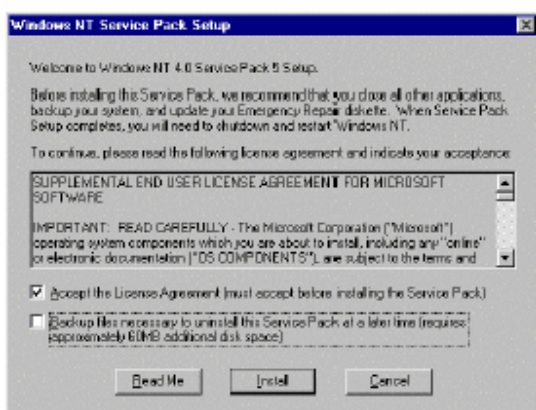 Windows NT Service Pack Setup
Welcome to Windows NT 4.0 Service Pack 5 Setup.
Before installing this Service Pack, we recommend that you close all other applications,
backup your system, and update your Emergency Repair diskette. When Service Pack
Setup completes, you will need to shutdown and restart Windows NT.
To continue, please read the following license agreement and indicate your acceptance:
SUPPLEMENTAL END USER LICENSE AGREEMENT FOR MICROSOFT
SOFTWARE
IMPORTANT: READ CAREFULLY - The Microsoft Corporation ("Microsoft")
operating system components which you are about to install, including any "online"
or electronic documentation ("OS COMPONENTS"), are subject to the terms and
Accept the License Agreement (must accept before installing the Service Pack)
Backup files necessary to uninstall this Service Pack at a later time (requires
approximately 60MB additional disk space)
Read Me
Install
Cancel